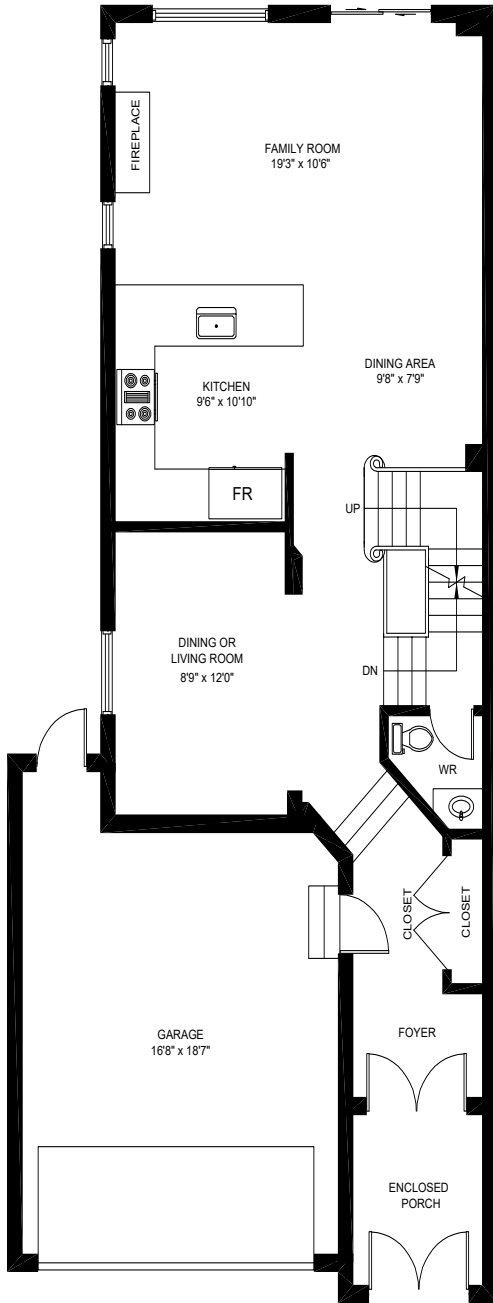 FIREPLACE
FAMILY ROOM
19'3" x 10'6"
DINING AREA
9'8" x 7'9"
KITCHEN
9'6" x 10'10"
FR
UP
DINING OR
LIVING ROOM
8'9" x 12'0"
DN
WR
CLOSET
CLOSET
GARAGE
16'8" x 18'7"
FOYER
ENCLOSED
PORCH